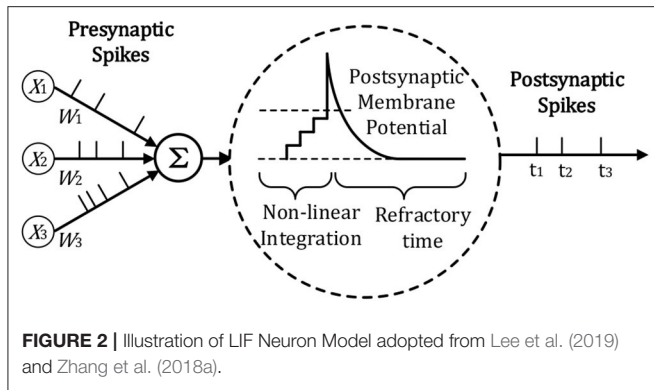 Presynaptic
Spikes
X1
W1
X2
W2
X3
W3
Σ
Postsynaptic
Membrane
Potential
Non-linear
Integration
Refractory
time
Postsynaptic
Spikes
t1 t2 t3
FIGURE 2 | Illustration of LIF Neuron Model adopted from Lee et al. (2019)
and Zhang et al. (2018a).